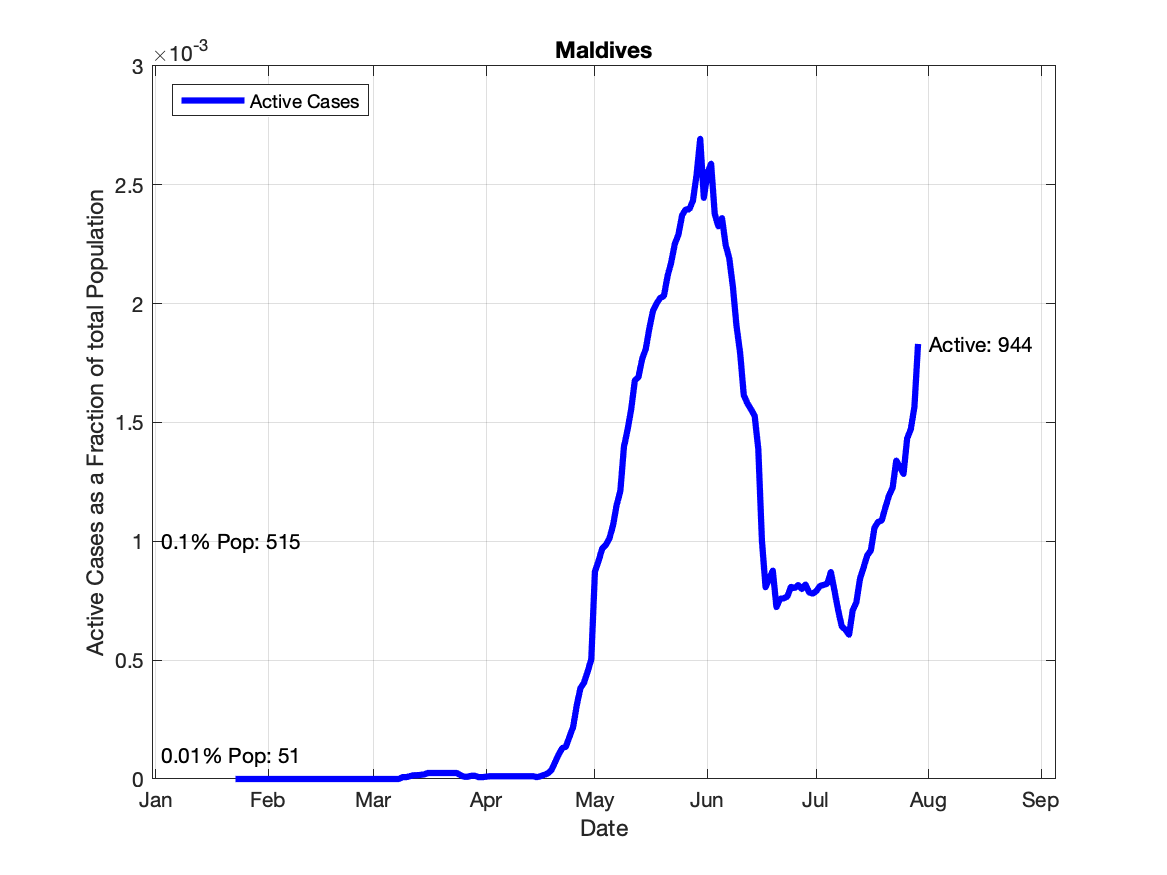 Maldives
×10-3
Active Cases
3
2.5
2
1.5
1
0.5
0
Active Cases as a Fraction of total Population
Active: 944
0.1% Pop: 515
0.01% Pop: 51
Jan Feb Mar Apr May Jun Jul Aug Sep
Date